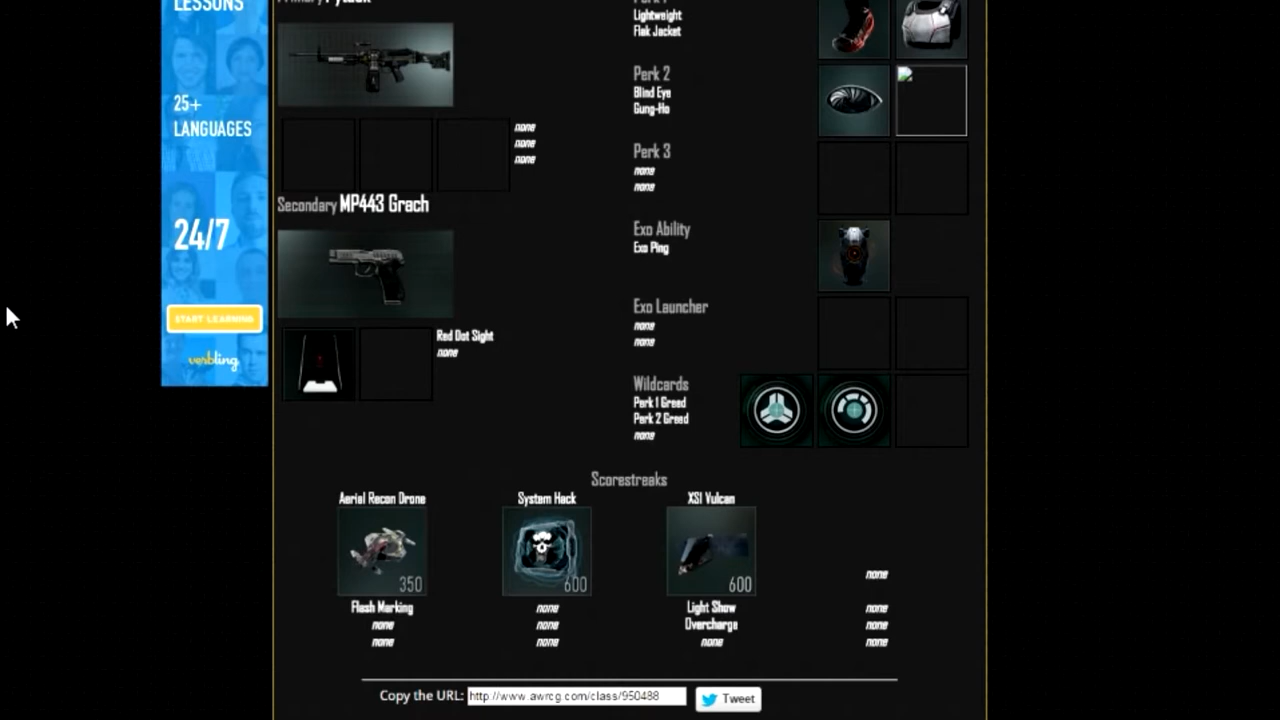 LESSONS
25+
LANGUAGES
24/7
START LEARNING
verbling
Primary Pytaek
none
none
none
Secondary MP443 Grach
Red Dot Sight
none
Perk 1
Lightweight
Flak Jacket
Perk 2
Blind Eye
Gung-Ho
Perk 3
none
none
Exo Ability
Exo Ping
Exo Launcher
none
none
Wildcards
Perk 1 Greed
Perk 2 Greed
none
Scorestreaks
Aerial Recon Drone
350
Flash Marking
none
none
System Hack
600
none
none
none
XS1 Vulcan
600
Light Show
Overcharge
none
none
none
none
none
Copy the URL: http://www.awrcg.com/class/950488
Tweet